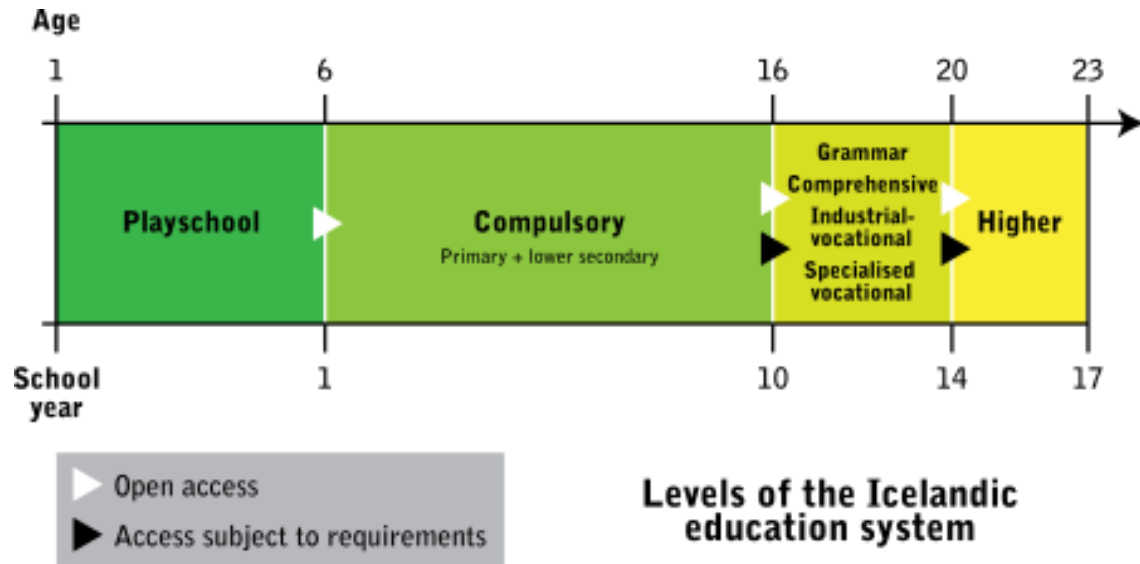 Age
1 6 16 20 23
Playschool
Compulsory
Primary + lower secondary
Grammar
Comprehensive
Industrial-
vocational
Specialised
vocational
Higher
School
year
1 10 14 17
Open access
Access subject to requirements
Levels of the Icelandic
education system